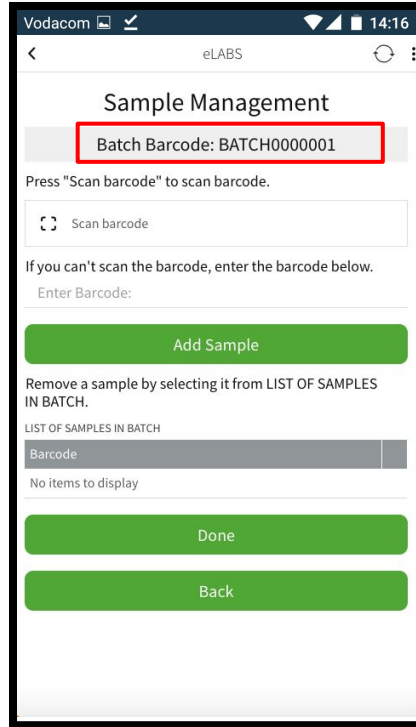 Vodacom 14:16
eLABS
Sample Management
Batch Barcode: BATCH0000001
Press "Scan barcode" to scan barcode.
Scan barcode
If you can't scan the barcode, enter the barcode below.
Enter Barcode:
Add Sample
Remove a sample by selecting it from LIST OF SAMPLES
IN BATCH.
LIST OF SAMPLES IN BATCH
Barcode
No items to display
Done
Back